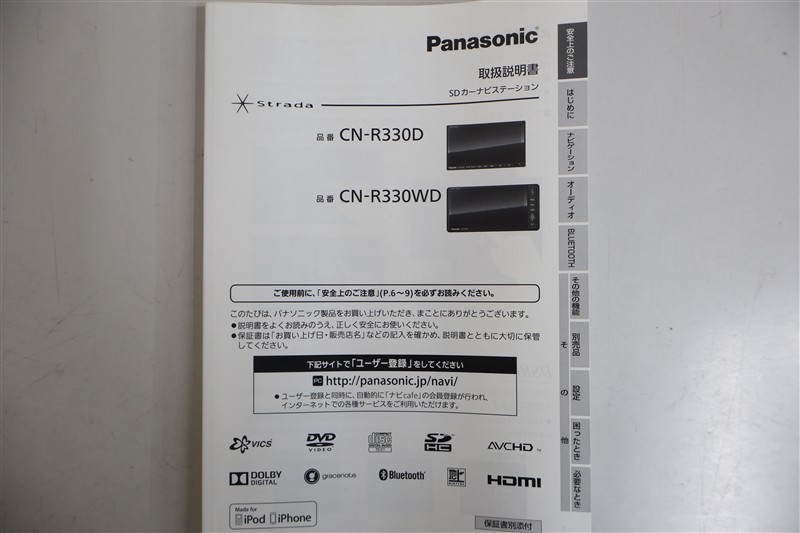 Panasonic
取扱説明書
SDカーナビステーション
Strada
品番 CN-R330D
品番 CN-R330WD
ご使用前に、「安全上のご注意」(P.6～9)を必ずお読みください。
このたびは、パナソニック製品をお買い上げいただき、まことにありがとうございます。
●説明書をよくお読みのうえ、正しく安全にお使いください。
●保証書は「お買い上げ日・販売店名」などの記入を確かめ、説明書とともに大切に保管
してください。
下記サイトで「ユーザー登録」をしてください
PC http://panasonic.jp/navi/
●ユーザー登録と同時に、自動的に「ナビcafe」の会員登録が行われ、
インターネットでの各種サービスをご利用いただけます。
VICS DVD VIDEO COMPACT disc DIGITAL AUDIO TEXT SD HC AVCHD™
DOLBY DIGITAL gracenote Bluetooth® HDMI
Made for
iPod iPhone
保証書別添付
安全上のご注意
はじめに
ナビゲーション
オーディオ
BLUETOOTH
その他の機能
別売品
設定
困ったとき
必要なとき
その他